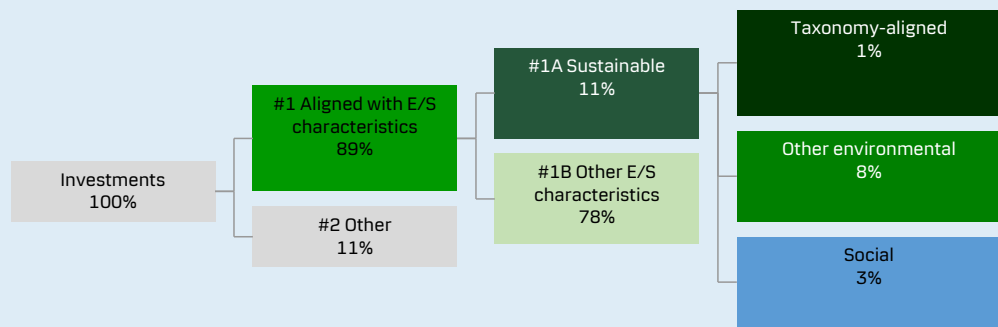 Investments
100%
#1 Aligned with E/S
characteristics
89%
#2 Other
11%
#1A Sustainable
11%
#1B Other E/S
characteristics
78%
Taxonomy-aligned
1%
Other environmental
8%
Social
3%